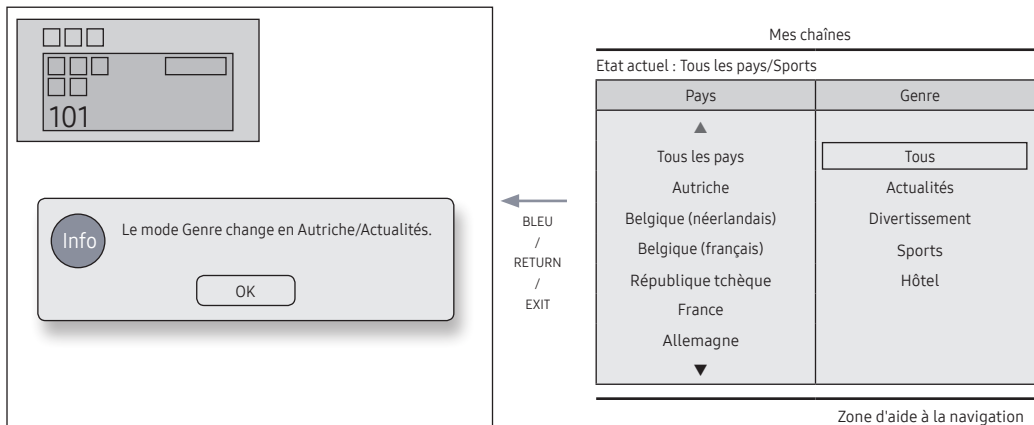 101
Info
Le mode Genre change en Autriche/Actualités.
OK
BLEU
/
RETURN
/
EXIT
Mes chaînes
Etat actuel : Tous les pays/Sports
Pays Genre
▲
Tous les pays Tous
Autriche Actualités
Belgique (néerlandais) Divertissement
Belgique (français) Sports
République tchèque Hôtel
France
Allemagne
▼
Zone d'aide à la navigation